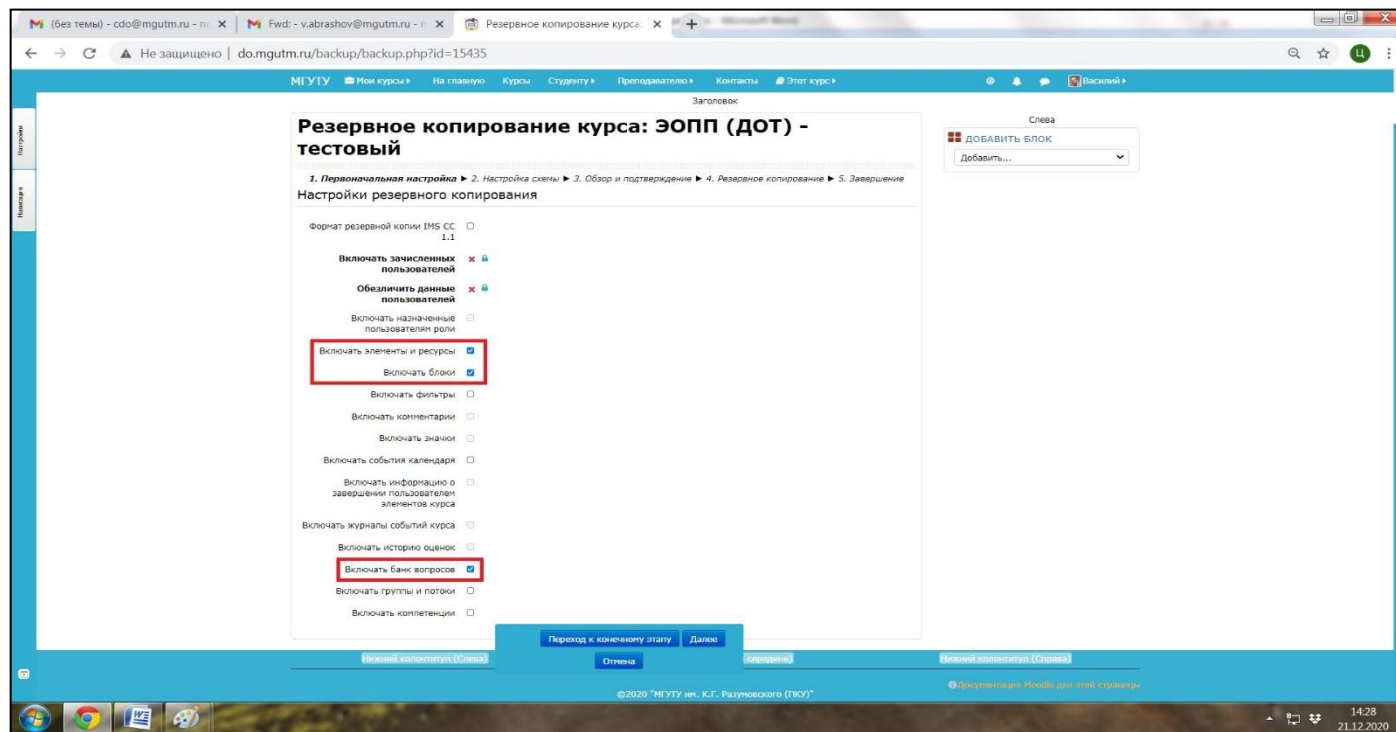 (без темы) - cdo@mgutm.ru - п
Fwd: - v.abrashov@mgutm.ru - п
Резервное копирование курса:
Microsoft Word
Не защищено | do.mgutm.ru/backup/backup.php?id=15435
Ц
МГУТУ Мои курсы На главную Курсы Студенту Преподавателю Контакты Этот курс Василий
Заголовок
Настройки
Навигация
Резервное копирование курса: ЭОПП (ДОТ) -
тестовый
1. Первоначальная настройка ► 2. Настройка схемы ► 3. Обзор и подтверждение ► 4. Резервное копирование ► 5. Завершение
Настройки резервного копирования
Формат резервной копии IMS CC
1.1
Включать зачисленных
пользователей
Обезличить данные
пользователей
Включать назначенные
пользователям роли
Включать элементы и ресурсы
Включать блоки
Включать фильтры
Включать комментарии
Включать значки
Включать события календаря
Включать информацию о
завершении пользователем
элементов курса
Включать журналы событий курса
Включать историю оценок
Включать банк вопросов
Включать группы и потоки
Включать компетенции
Слева
ДОБАВИТЬ БЛОК
Добавить...
Переход к конечному этапу Далее
Отмена
Нижний колонтитул (Слева)
середине)
Нижний колонтитул (Справа)
Документация Moodle для этой страницы
©2020 "МГУТУ им. К.Г. Разумовского (ПКУ)"
14:28
21.12.2020